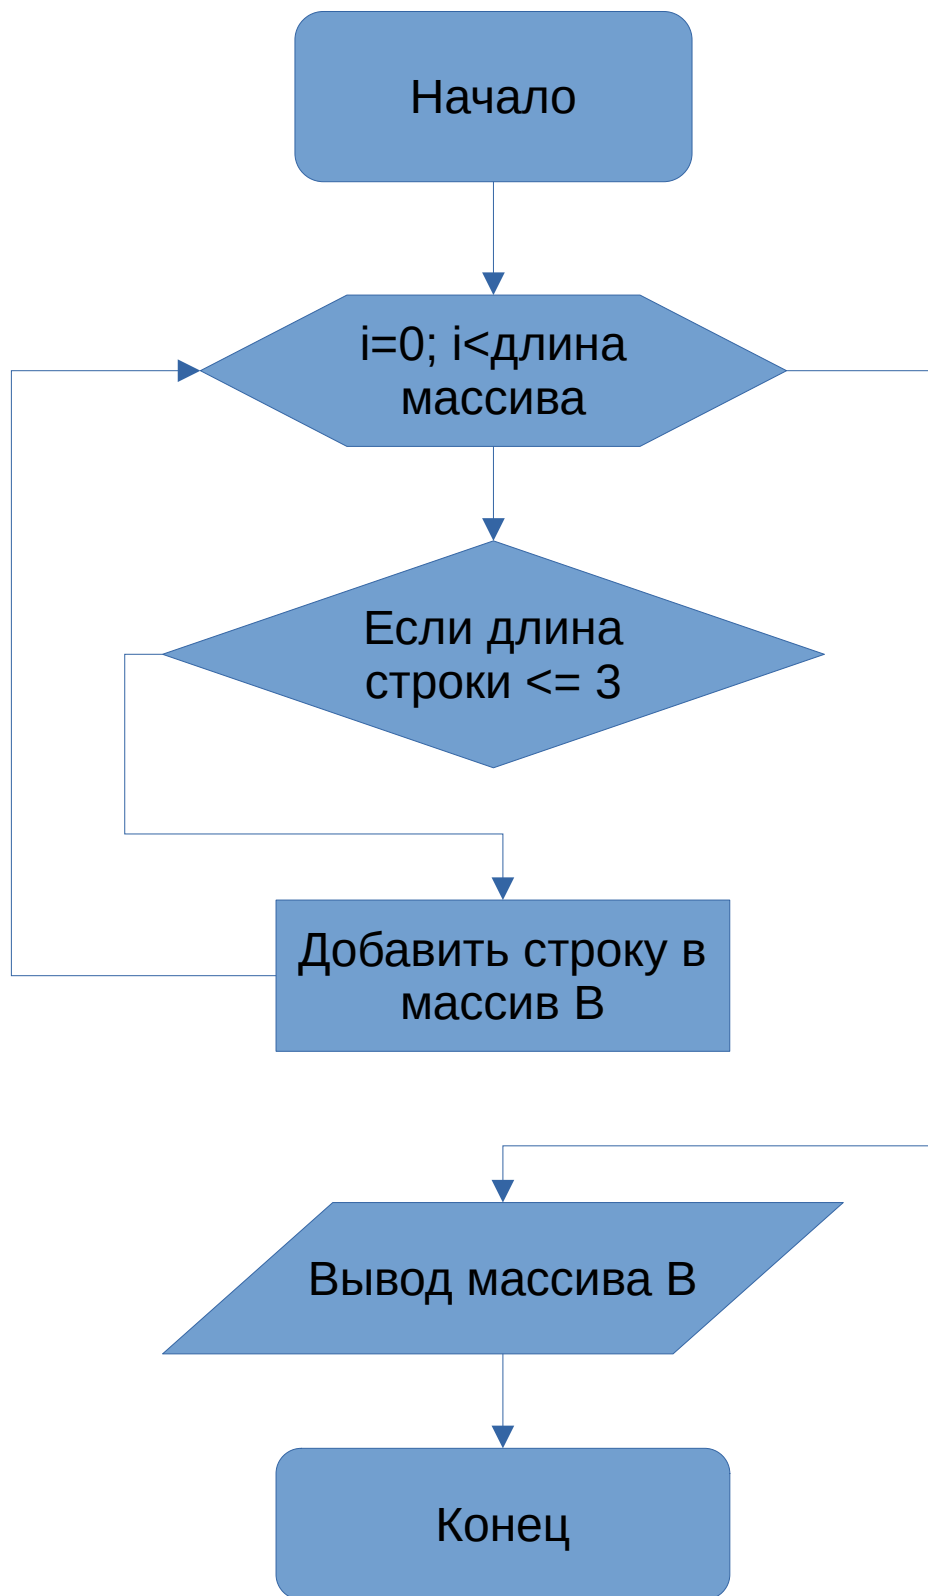 Начало
i=0; i<длина
массива
Если длина
строки <= 3
Добавить строку в
массив В
Вывод массива В
Конец